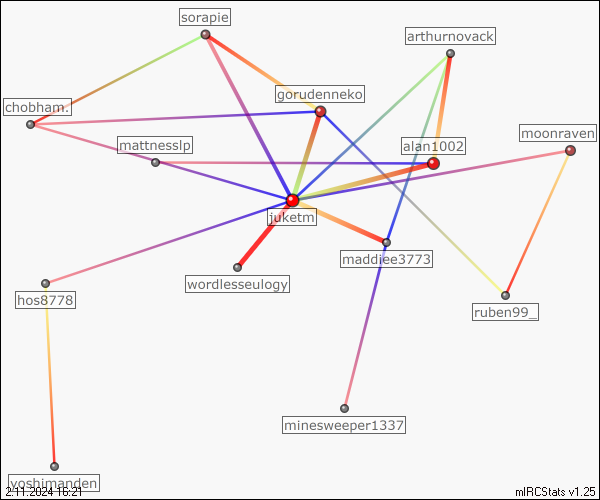 sorapie
arthurnovack
gorudenneko
chobham.
moonraven
mattnesslp
alan1002
juketm
maddiee3773
wordlesseulogy
hos8778
ruben99_
minesweeper1337
yoshimanden
2.11.2024 16:21
mIRCStats v1.25